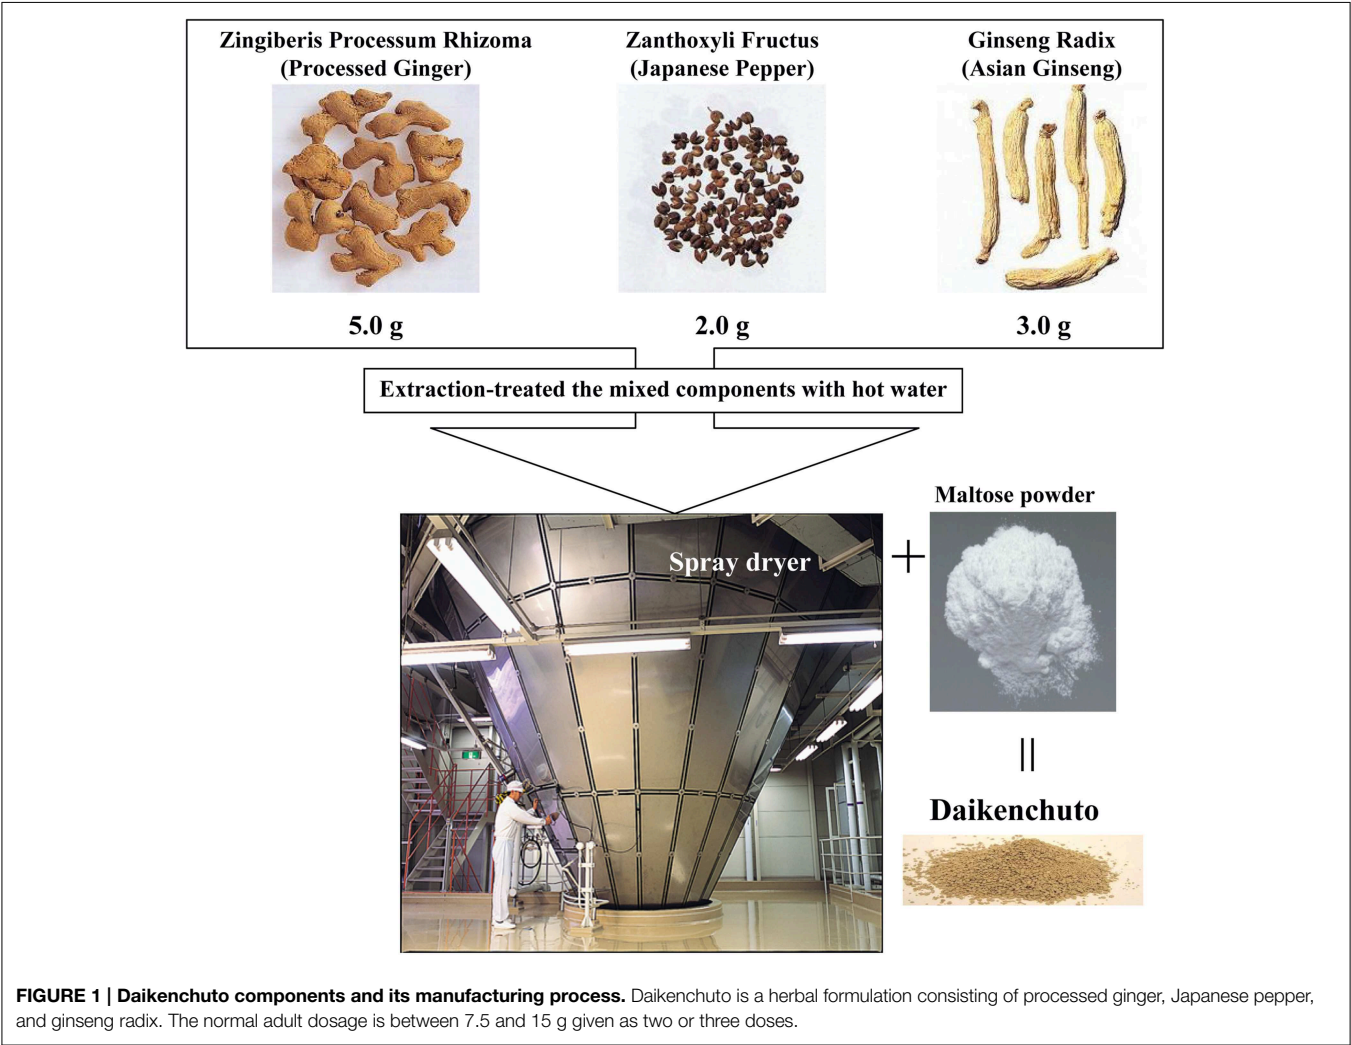 Zingiberis Processum Rhizoma
(Processed Ginger)
Zanthoxyli Fructus
(Japanese Pepper)
Ginseng Radix
(Asian Ginseng)
5.0 g
2.0 g
3.0 g
Extraction-treated the mixed components with hot water
Maltose powder
Spray dryer
+
=
Daikenchuto
FIGURE 1 | Daikenchuto components and its manufacturing process. Daikenchuto is a herbal formulation consisting of processed ginger, Japanese pepper,
and ginseng radix. The normal adult dosage is between 7.5 and 15 g given as two or three doses.